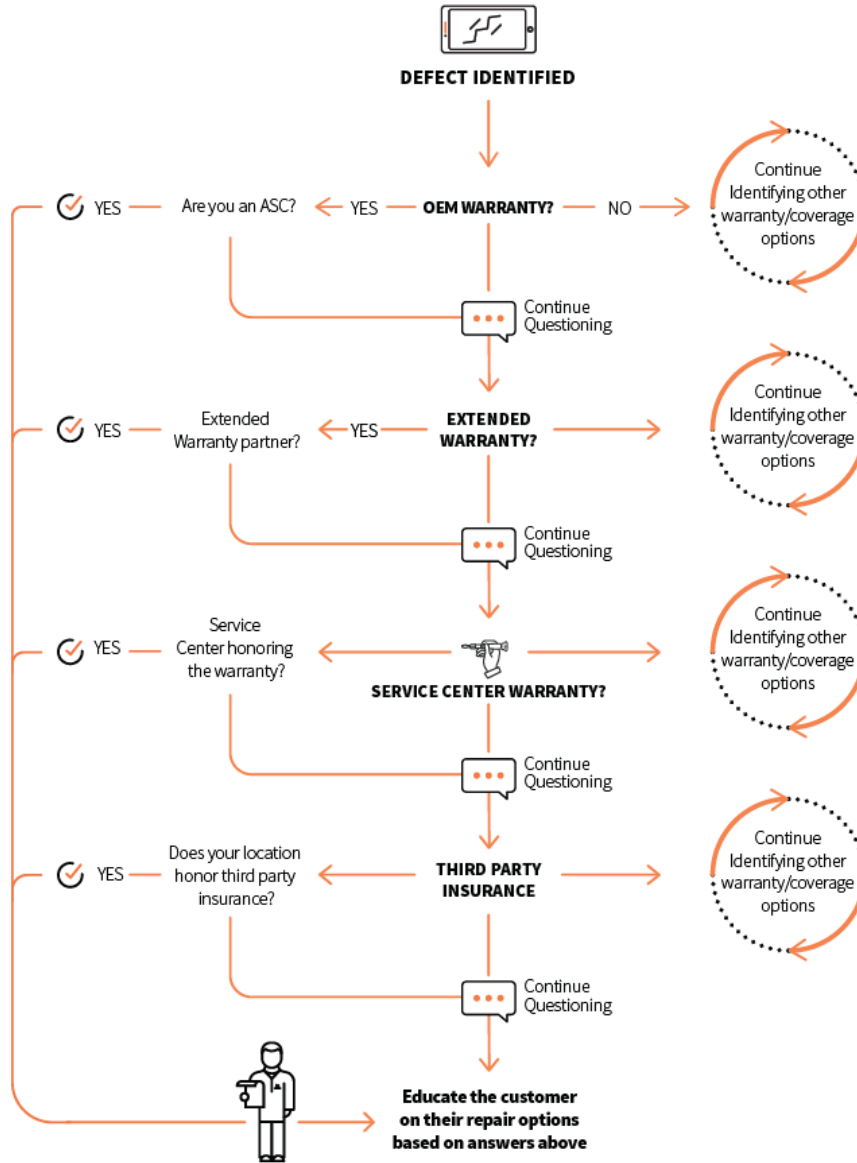 DEFECT IDENTIFIED
YES
Are you an ASC?
YES
OEM WARRANTY?
NO
Continue
Identifying other
warranty/coverage
options
Continue
Questioning
YES
Extended
Warranty partner?
YES
EXTENDED
WARRANTY?
Continue
Identifying other
warranty/coverage
options
Continue
Questioning
YES
Service
Center honoring
the warranty?
SERVICE CENTER WARRANTY?
Continue
Identifying other
warranty/coverage
options
Continue
Questioning
YES
Does your location
honor third party
insurance?
THIRD PARTY
INSURANCE
Continue
Identifying other
warranty/coverage
options
Continue
Questioning
Educate the customer
on their repair options
based on answers above